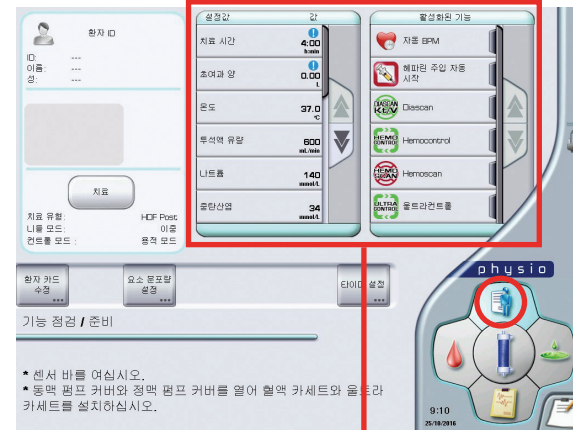 환자 ID
ID: ---
이름: ---
성: ---
치료
치료 유형: HDF Post
니들 모드: 이중
컨트롤 모드 : 용적 모드
설정값 값
치료 시간 4:00
h:min
초여과 양 0.00
L
온도 37.0
°C
투석액 유량 600
mL/min
나트륨 140
mmol/L
중탄산염 34
mmol/L
활성화된 기능
자동 BPM
헤파린 주입 자동
시작
DIASCAN
Kt/V
Diascan
HEMO
CONTROL
Hemocontrol
HEMO
SCAN
Hemoscan
ULTRA
CONTROL
울트라컨트롤
환자 카드
수정
요소 분포량
설정
설정
physio
기능 점검 / 준비
* 센서 바를 여십시오.
* 동맥 펌프 커버와 정맥 펌프 커버를 열어 혈액 카세트와 울트라
카세트를 설치하십시오.
9:10
25/10/2016